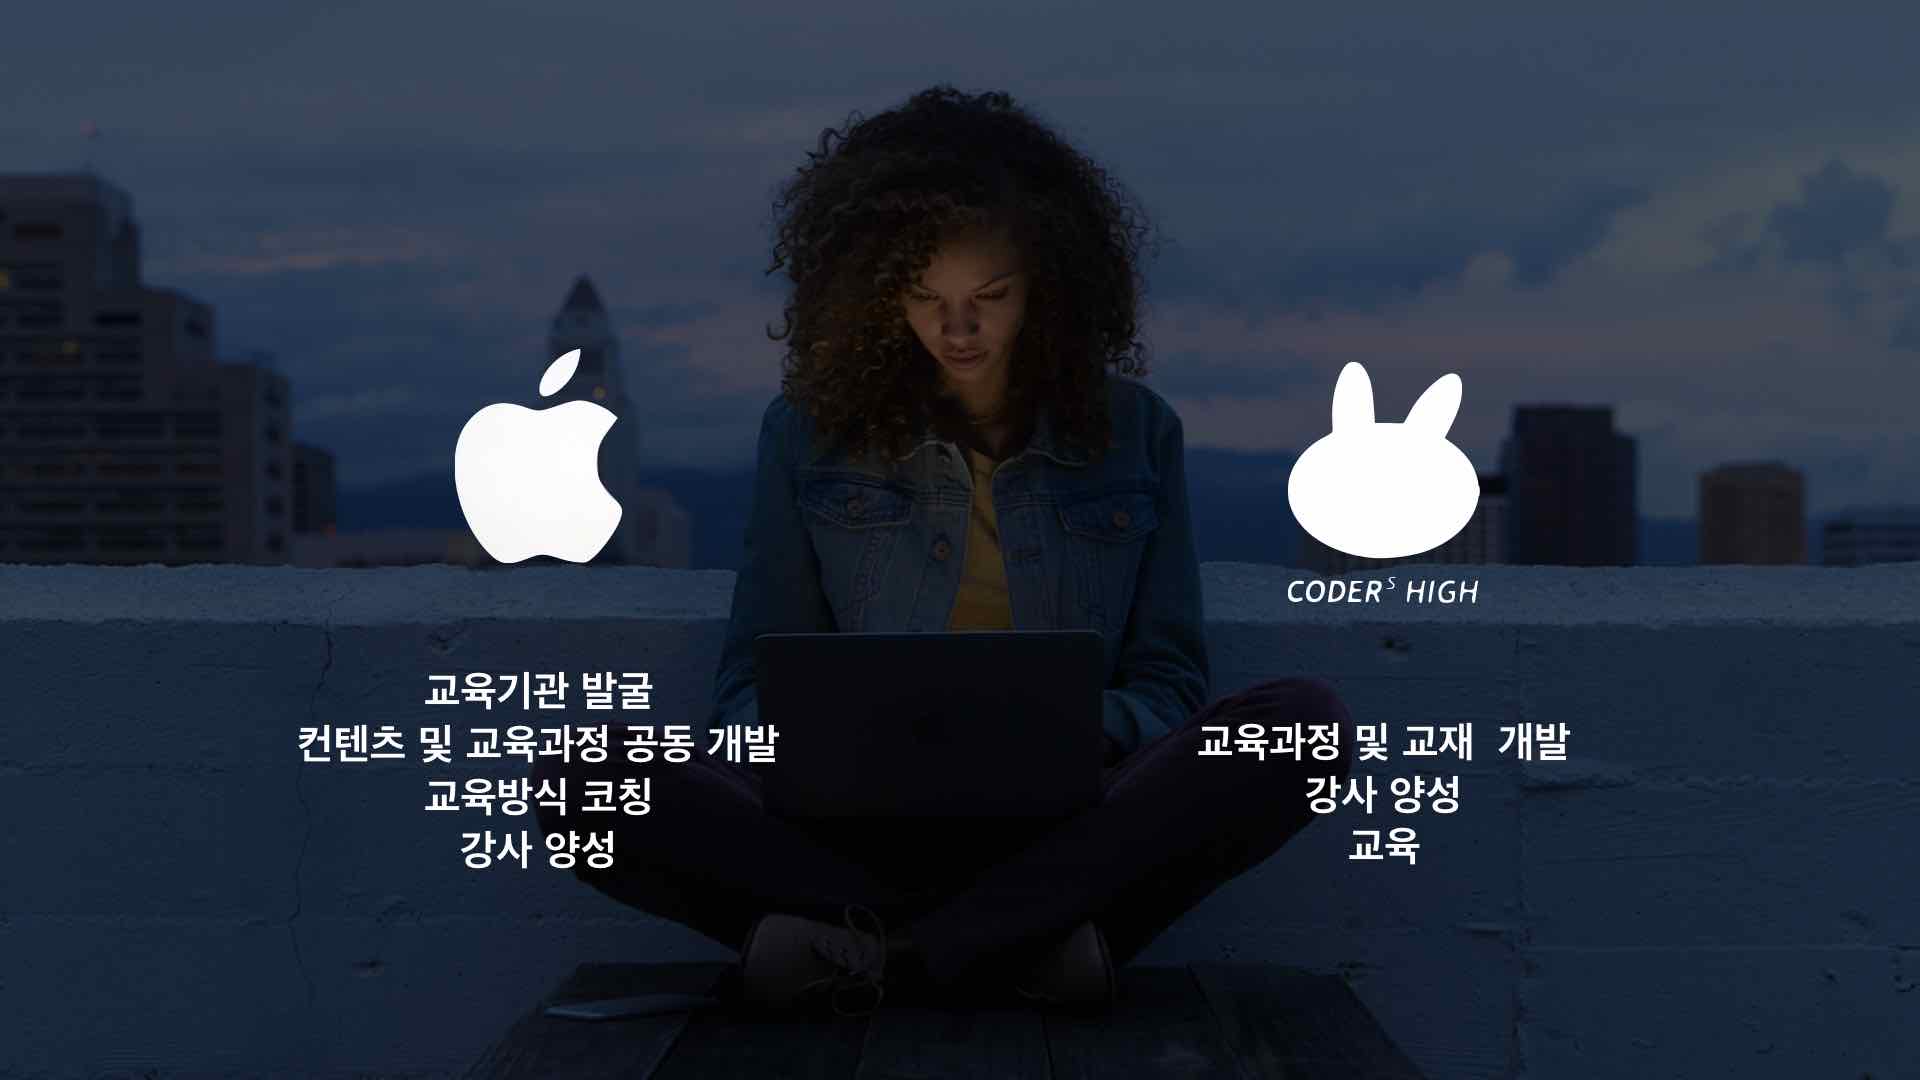 교육기관 발굴
컨텐츠 및 교육과정 공동 개발
교육방식 코칭
강사 양성
CODERS HIGH
교육과정 및 교재 개발
강사 양성
교육